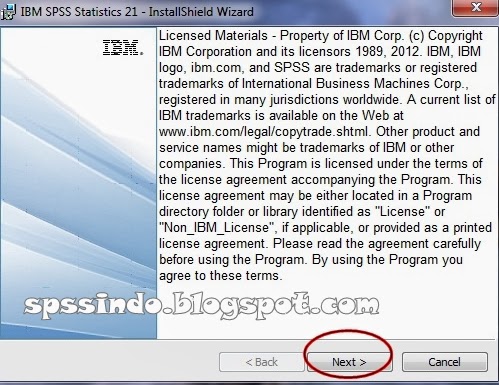 IBM SPSS Statistics 21 - InstallShield Wizard
IBM.
Licensed Materials - Property of IBM Corp. (c) Copyright
IBM Corporation and its licensors 1989, 2012. IBM, IBM
logo, ibm.com, and SPSS are trademarks or registered
trademarks of International Business Machines Corp.,
registered in many jurisdictions worldwide. A current list of
IBM trademarks is available on the Web at
www.ibm.com/legal/copytrade.shtml. Other product and
service names might be trademarks of IBM or other
companies. This Program is licensed under the terms of
the license agreement accompanying the Program. This
license agreement may be either located in a Program
directory folder or library identified as "License" or
"Non_IBM_License", if applicable, or provided as a printed
license agreement. Please read the agreement carefully
before using the Program. By using the Program you
agree to these terms.
spssindo.blogspot.com
< Back
Next >
Cancel